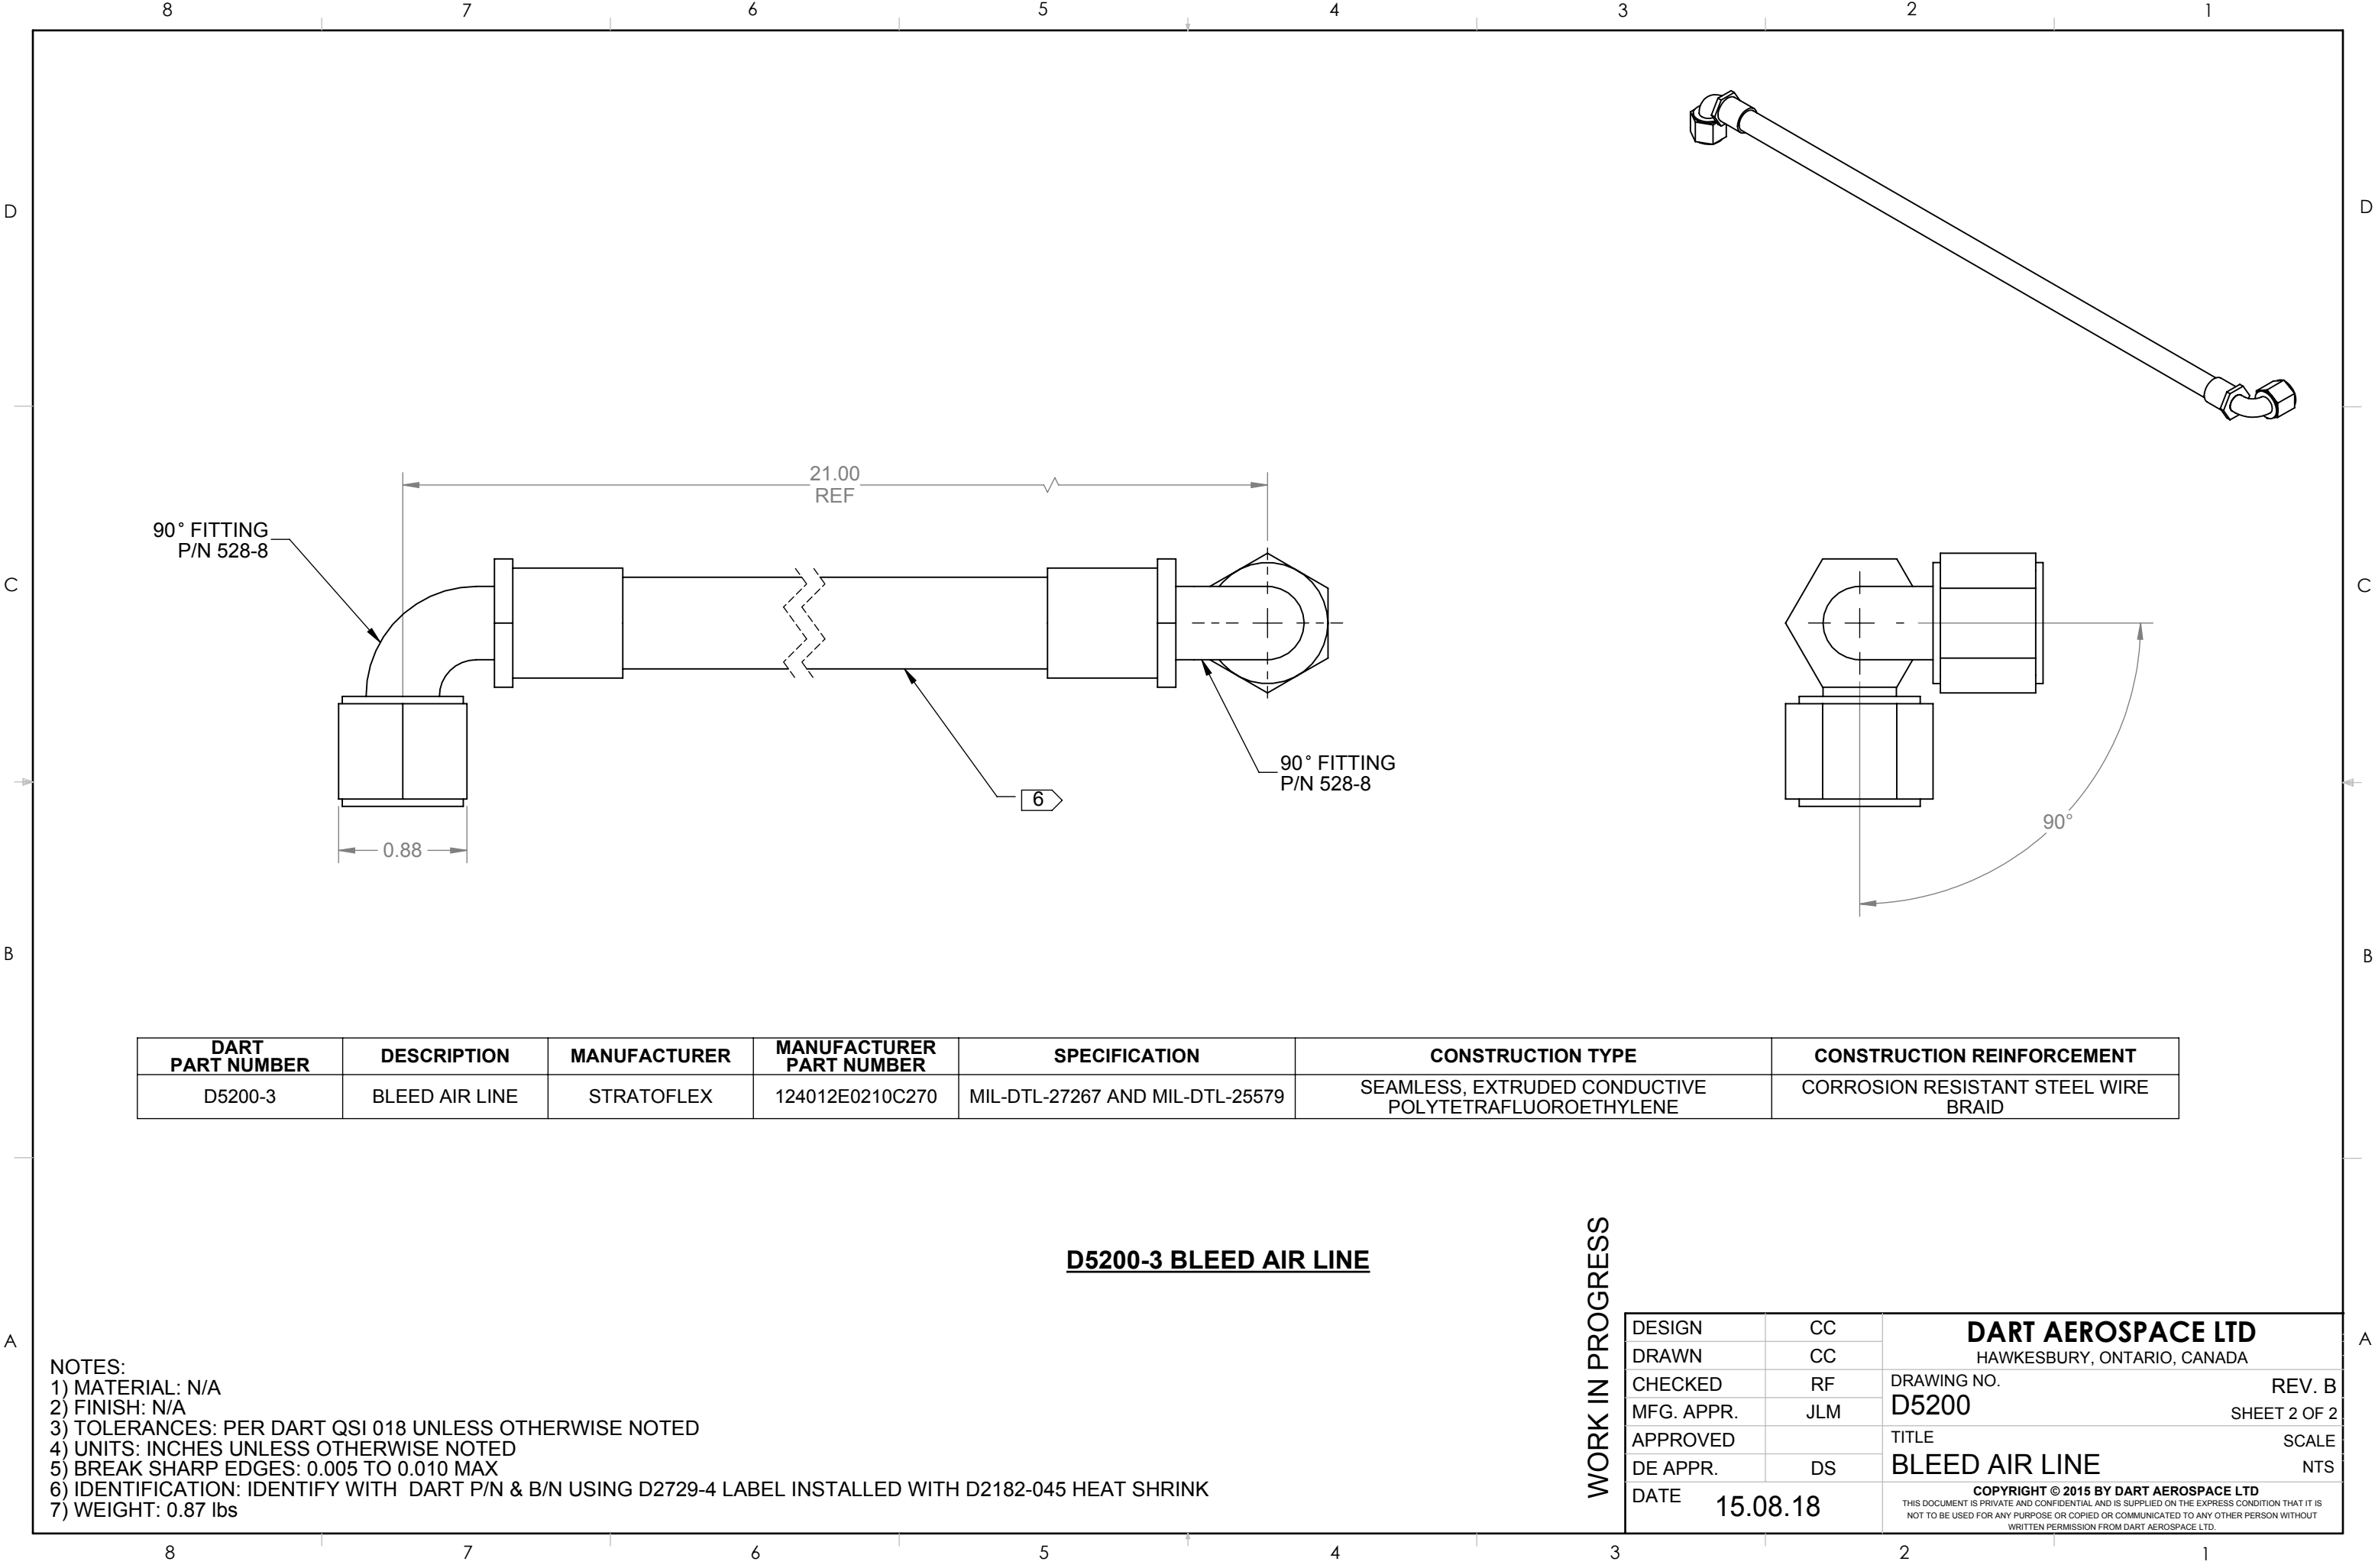 8 7 6 5 4 3 2 1
D D
21.00
REF
90° FITTING
P/N 528-8
C C
90° FITTING
P/N 528-8
6
0.88
90°
B B
DART PART NUMBER DESCRIPTION MANUFACTURER MANUFACTURER PART NUMBER SPECIFICATION CONSTRUCTION TYPE CONSTRUCTION REINFORCEMENT
D5200-3 BLEED AIR LINE STRATOFLEX 124012E0210C270 MIL-DTL-27267 AND MIL-DTL-25579 SEAMLESS, EXTRUDED CONDUCTIVE POLYTETRAFLUOROETHYLENE CORROSION RESISTANT STEEL WIRE BRAID
D5200-3 BLEED AIR LINE
WORK IN PROGRESS
A A
NOTES:
1) MATERIAL: N/A
2) FINISH: N/A
3) TOLERANCES: PER DART QSI 018 UNLESS OTHERWISE NOTED
4) UNITS: INCHES UNLESS OTHERWISE NOTED
5) BREAK SHARP EDGES: 0.005 TO 0.010 MAX
6) IDENTIFICATION: IDENTIFY WITH DART P/N & B/N USING D2729-4 LABEL INSTALLED WITH D2182-045 HEAT SHRINK
7) WEIGHT: 0.87 lbs
DESIGN CC
DRAWN CC
CHECKED RF
MFG. APPR. JLM
APPROVED
DE APPR. DS
DATE 15.08.18
DART AEROSPACE LTD
HAWKESBURY, ONTARIO, CANADA
DRAWING NO. REV. B
D5200 SHEET 2 OF 2
TITLE SCALE
BLEED AIR LINE NTS
COPYRIGHT © 2015 BY DART AEROSPACE LTD
THIS DOCUMENT IS PRIVATE AND CONFIDENTIAL AND IS SUPPLIED ON THE EXPRESS CONDITION THAT IT IS
NOT TO BE USED FOR ANY PURPOSE OR COPIED OR COMMUNICATED TO ANY OTHER PERSON WITHOUT
WRITTEN PERMISSION FROM DART AEROSPACE LTD.
8 7 6 5 4 3 2 1